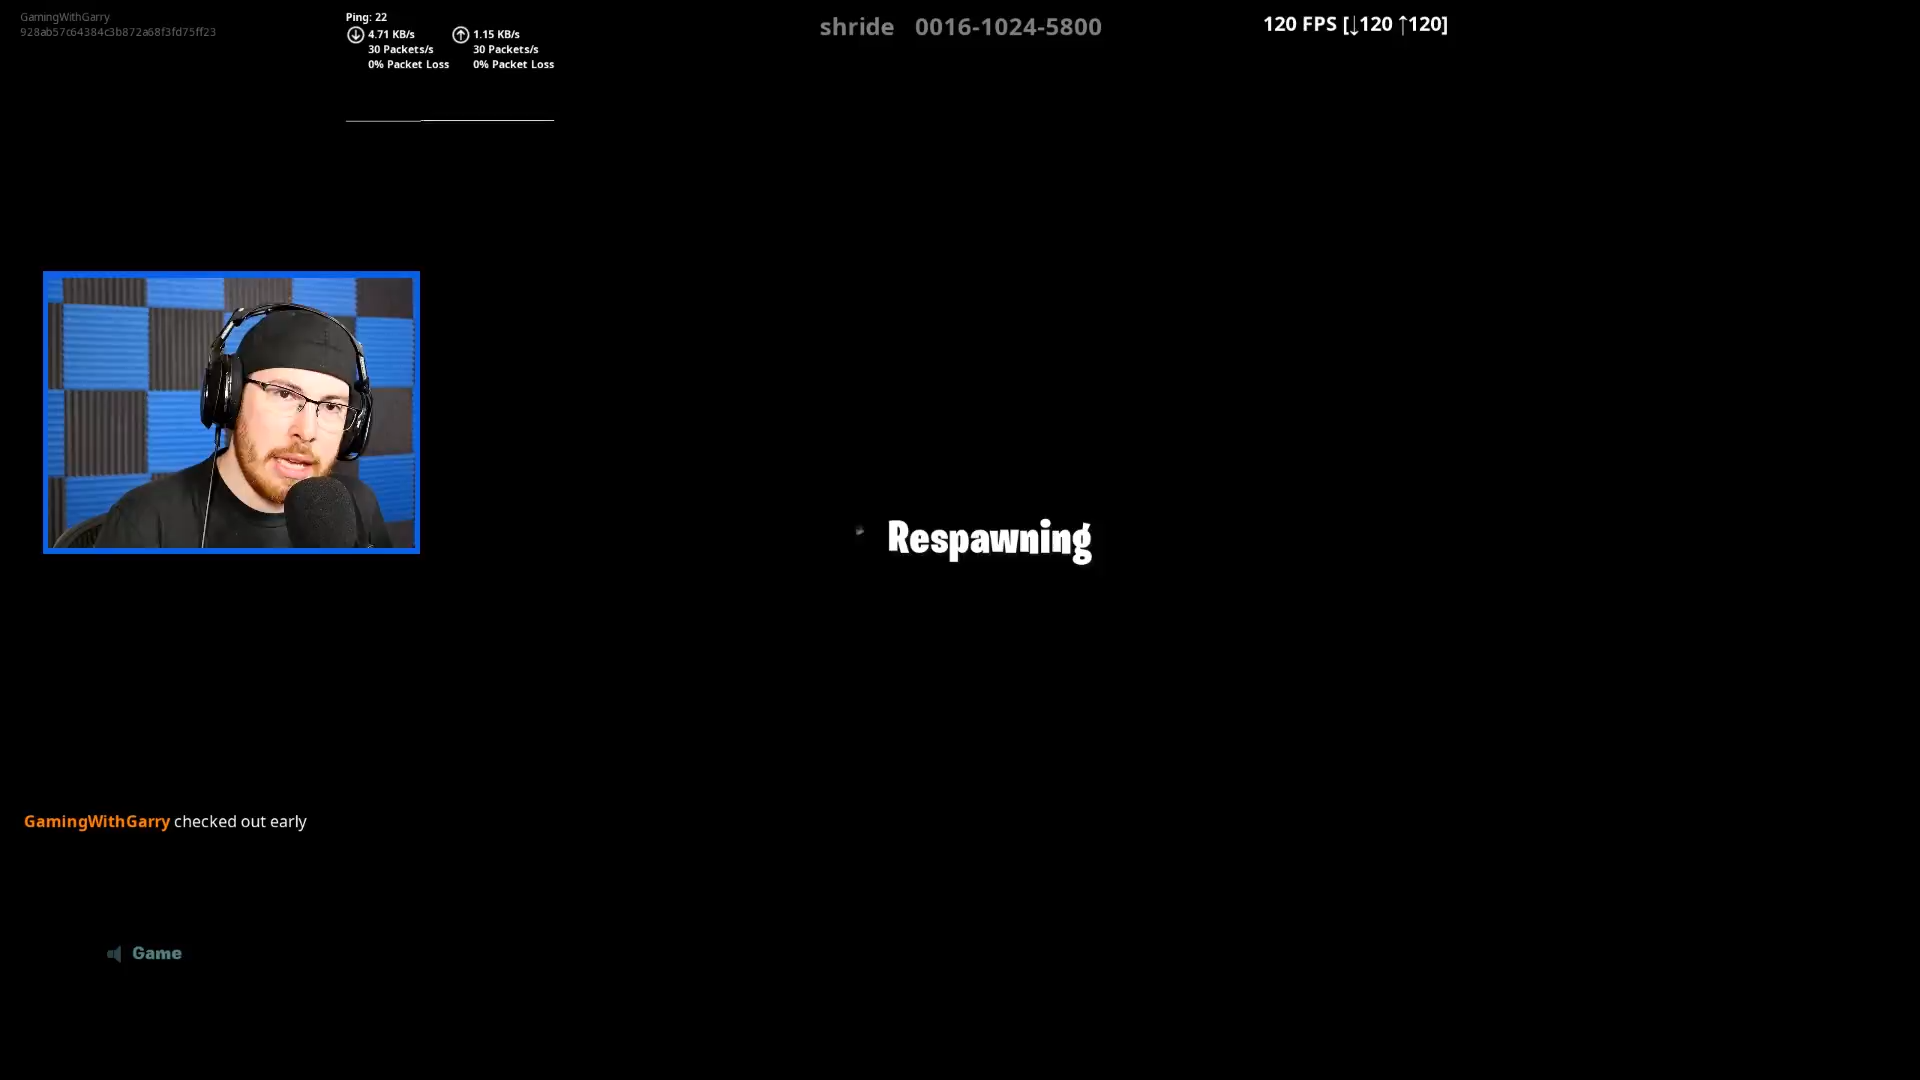 GamingWithGarry
928ab57c64384c3b872a68f3fd75ff23
Ping: 22
4.71 KB/s
30 Packets/s
0% Packet Loss
1.15 KB/s
30 Packets/s
0% Packet Loss
shride 0016-1024-5800
120 FPS [↓120 ↑120]
Respawning
GamingWithGarry checked out early
Game